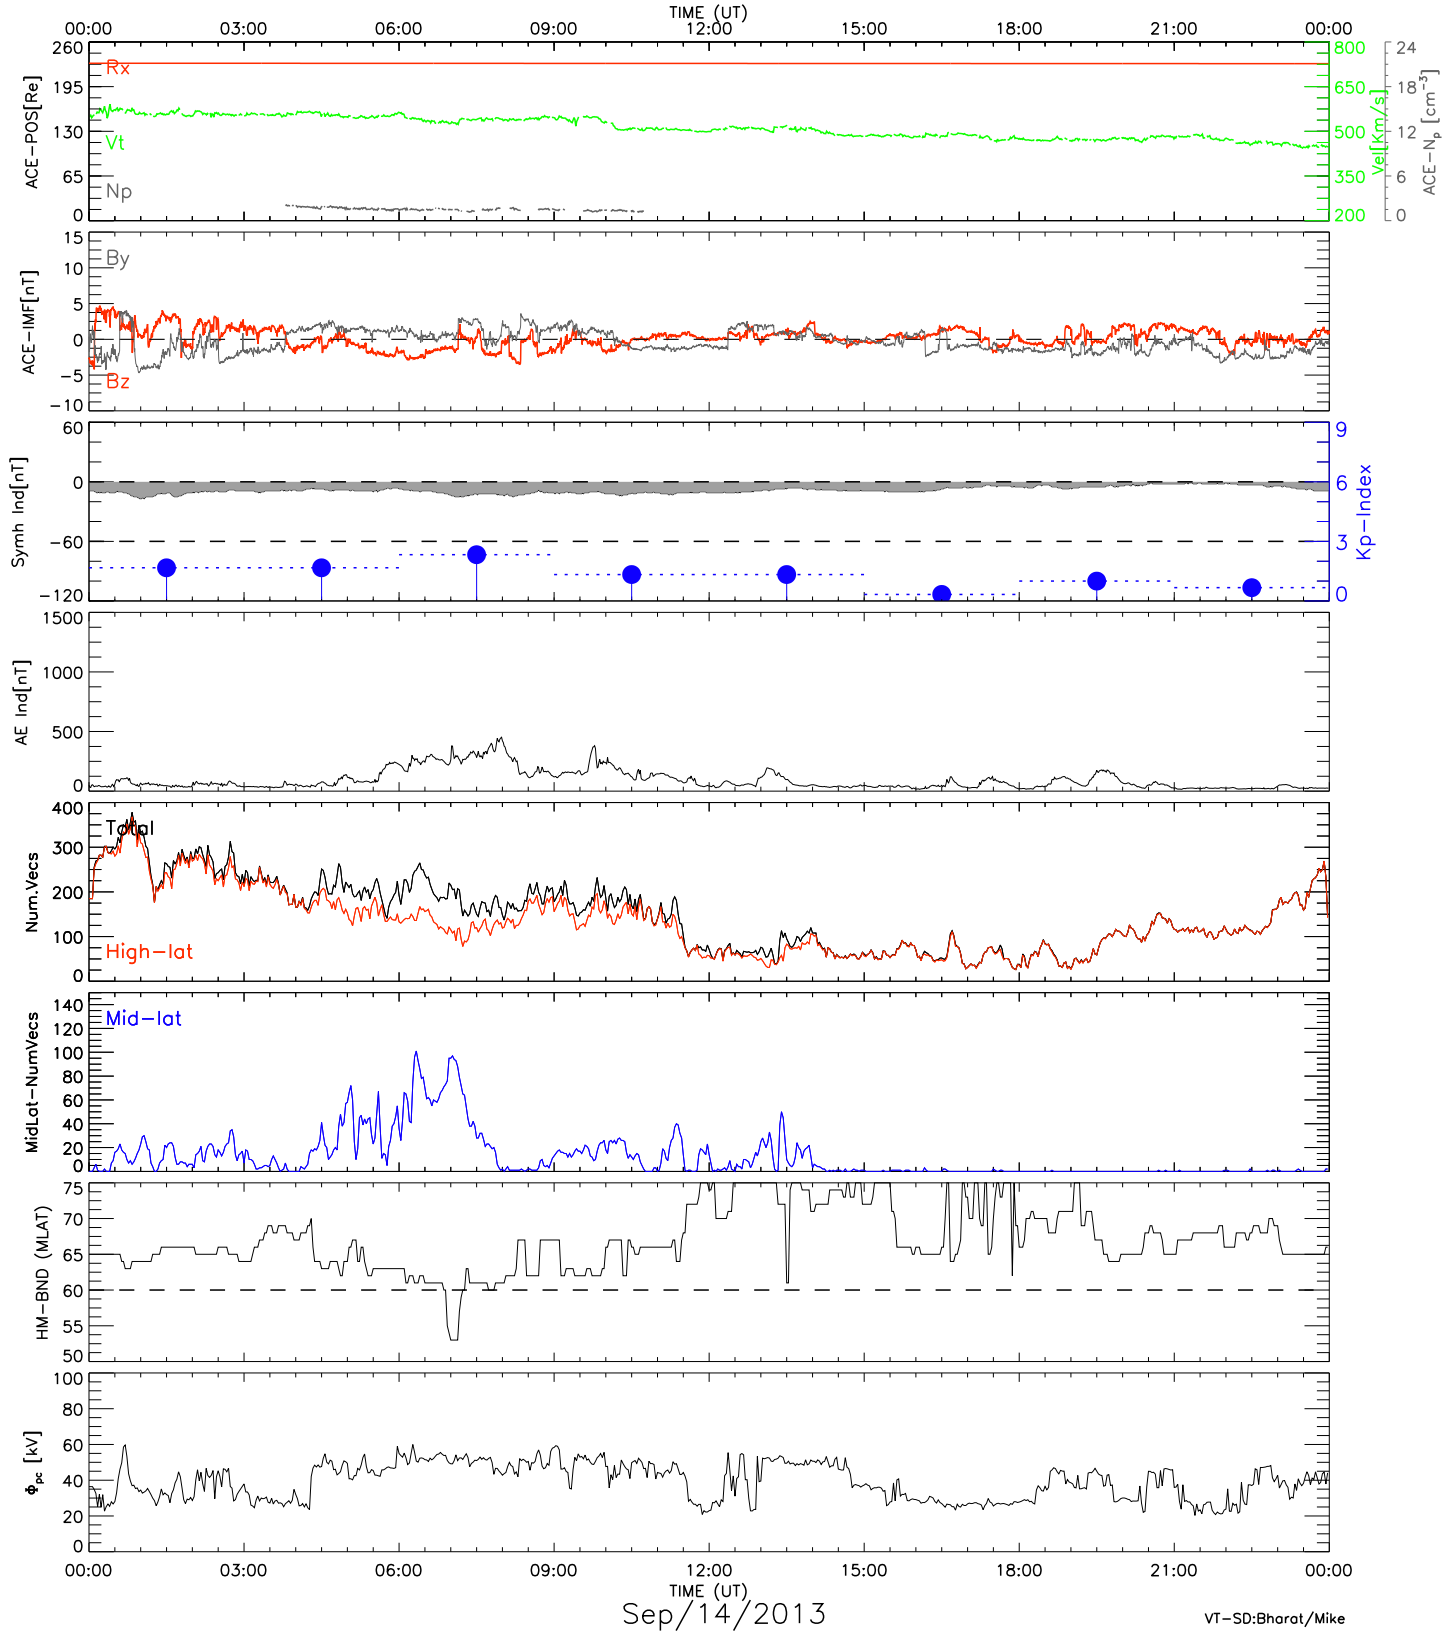 TIME (UT)
00:00 03:00 06:00 09:00 12:00 15:00 18:00 21:00 00:00
ACE-POS[Re]
260
195
130
65
0
Rx
Vt
Np
800
650
500
350
200
Vel[Km/s]
24
18
12
6
0
ACE-Np [cm-3]
ACE-IMF[nT]
15
10
5
0
-5
-10
By
Bz
Symh Ind[nT]
60
0
-60
-120
9
6
3
0
Kp-Index
AE Ind[nT]
1500
1000
500
0
Num.Vecs
400
300
200
100
0
Total
High-lat
MidLat-NumVecs
140
120
100
80
60
40
20
0
Mid-lat
HM-BND (MLAT)
75
70
65
60
55
50
Φpc [kV]
100
80
60
40
20
0
00:00 03:00 06:00 09:00 12:00 15:00 18:00 21:00 00:00
TIME (UT)
Sep/14/2013
VT-SD:Bharat/Mike